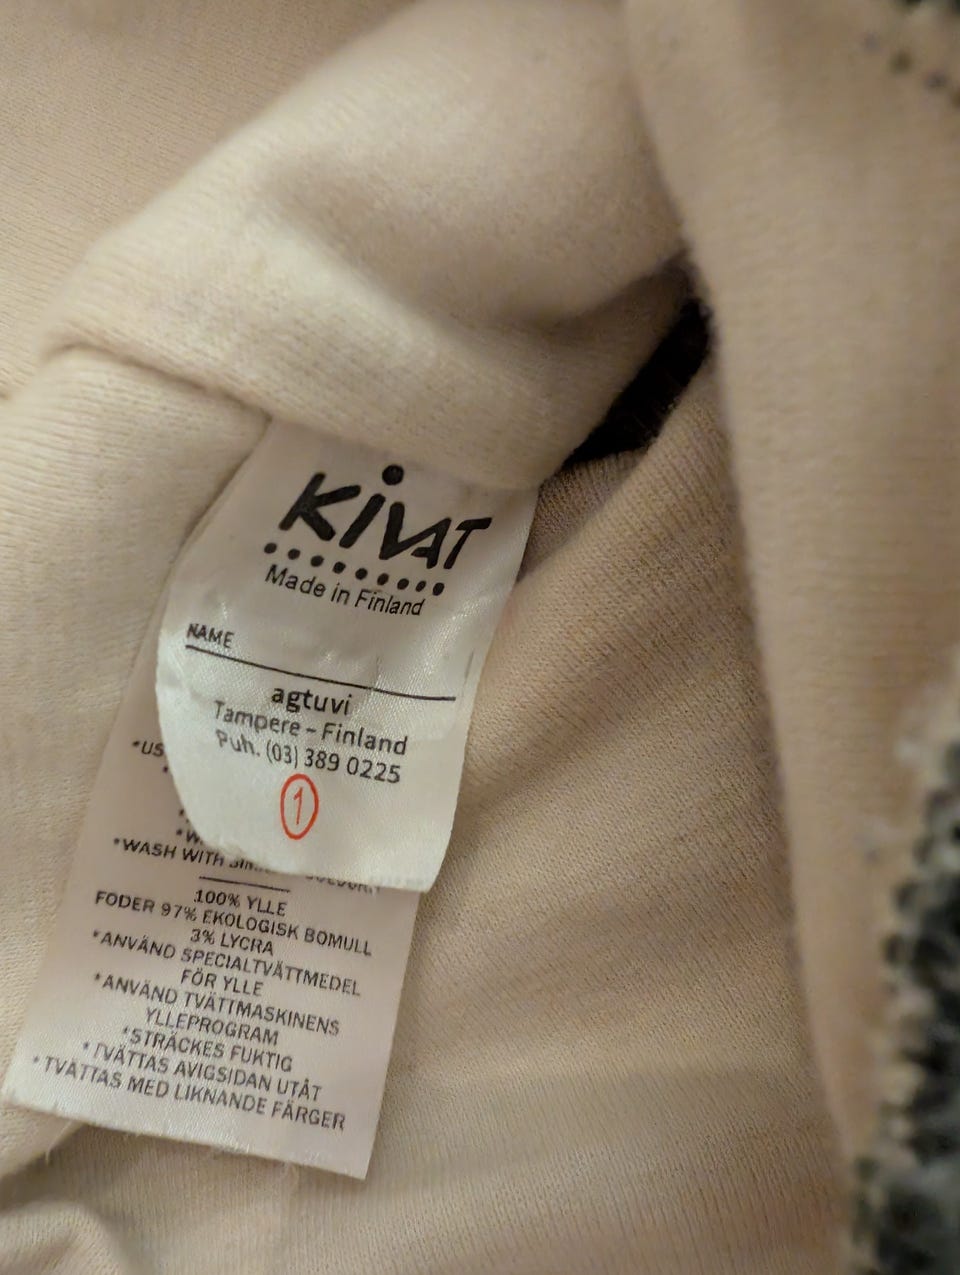 KIVAT
Made in Finland
NAME
agtuvi
Tampere - Finland
Puh. (03) 389 0225
1
*US
*
*
*W
*WASH WITH
100% YLLE
FODER 97% EKOLOGISK BOMULL
3% LYCRA
*ANVÄND SPECIALTVÄTTMEDEL
FÖR YLLE
*ANVÄND TVÄTTMASKINENS
YLLEPROGRAM
*STRÄCKES FUKTIG
*TVÄTTAS AVIGSIDAN UTÅT
*TVÄTTAS MED LIKNANDE FÄRGER